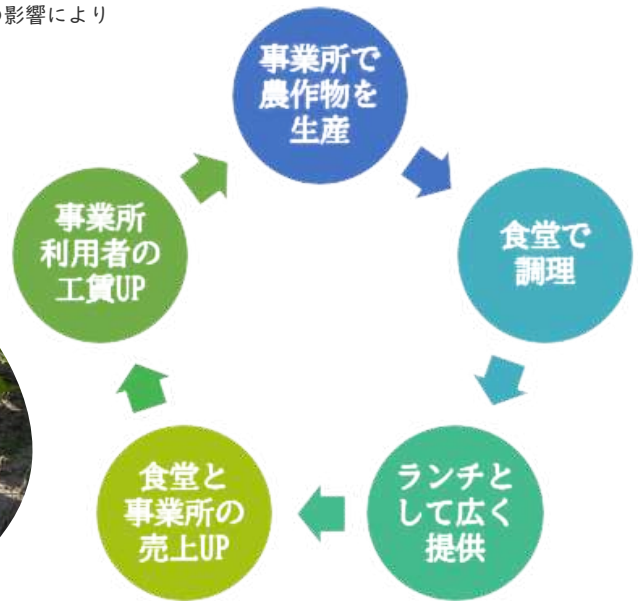 の影響により
事業所で
農作物を
生産
食堂で
調理
ランチと
して広く
提供
食堂と
事業所の
売上UP
事業所
利用者の
工賃UP